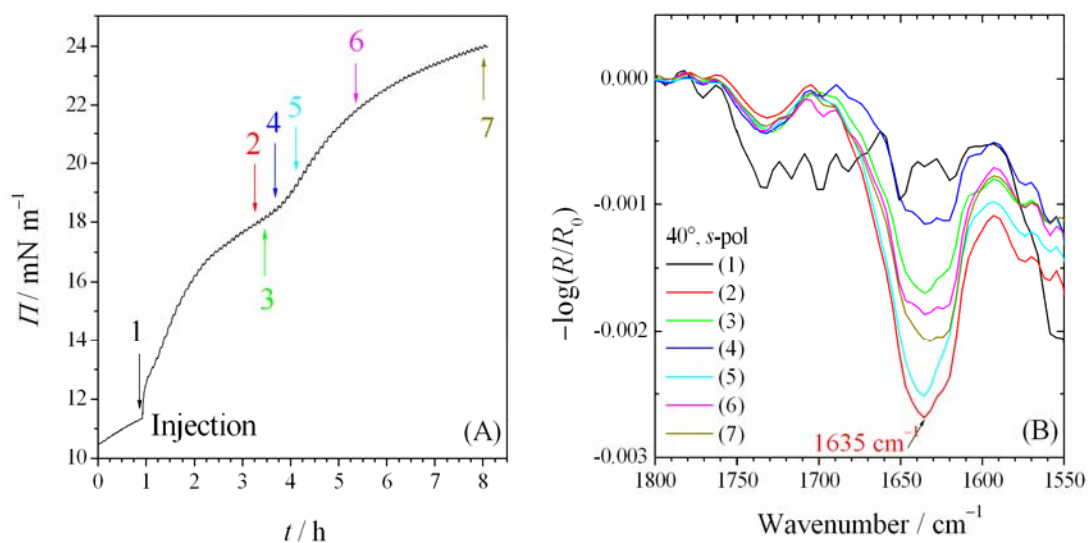 24
22
20
18
16
14
12
10
Π / mN m⁻¹
0 1 2 3 4 5 6 7 8
t / h
1
2
3
4
5
6
7
Injection
(A)
0.000
-0.001
-0.002
-0.003
−log(R/R₀)
1800 1750 1700 1650 1600 1550
Wavenumber / cm⁻¹
40°, s-pol
(1)
(2)
(3)
(4)
(5)
(6)
(7)
1635 cm⁻¹
(B)